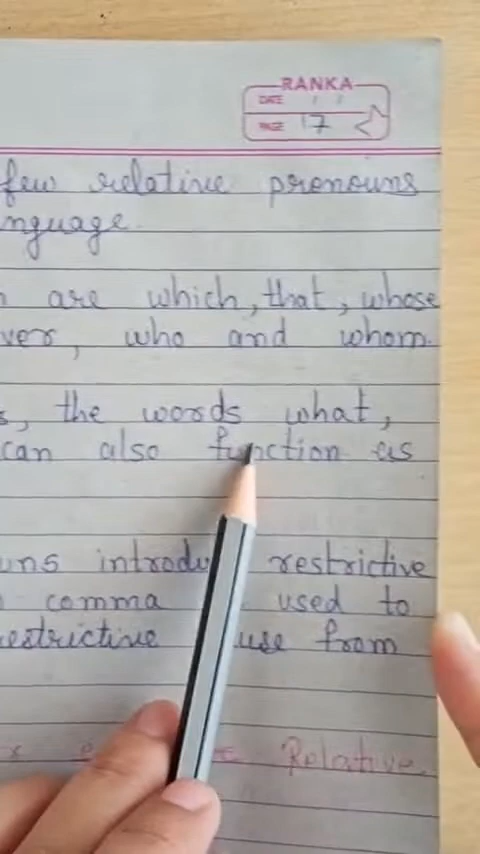 RANKA
DATE / /
PAGE 17
few relative pronouns
nguage.
are which, that, whose
ver, who and whom.
s, the words what,
can also function as
uns introdu restrictive
comma used to
estrictive use from
Relative